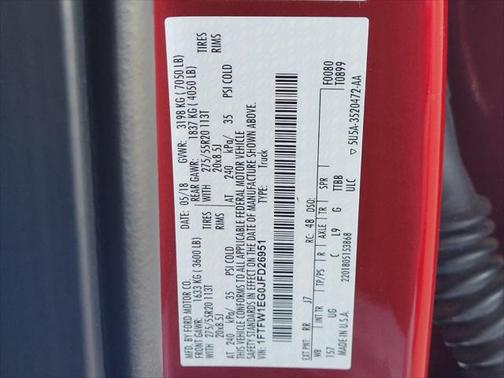 MFD. BY FORD MOTOR CO.
DATE: 05/18 GVWR: 3198 KG (7050 LB)
FRONT GAWR: 1633 KG (3600 LB) REAR GAWR: 1837 KG (4050 LB)
WITH 275/55R20 113T TIRES WITH 275/55R20 113T TIRES
20x8.5J RIMS 20x8.5J RIMS
AT 240 kPa/ 35 PSI COLD AT 240 kPa/ 35 PSI COLD
THIS VEHICLE CONFORMS TO ALL APPLICABLE FEDERAL MOTOR VEHICLE
SAFETY STANDARDS IN EFFECT ON THE DATE OF MANUFACTURE SHOWN ABOVE.
VIN: 1FTFW1EG0JFD26951
TYPE: Truck
F0080
T0899
EXT PNT: RR J7 RC: 48 DSO:
WB TP/PS R AXLE TR SPR
157 UG C L9 G TTBB ULC
2201805153868
MADE IN U.S.A. 5U5A-3520472-AA